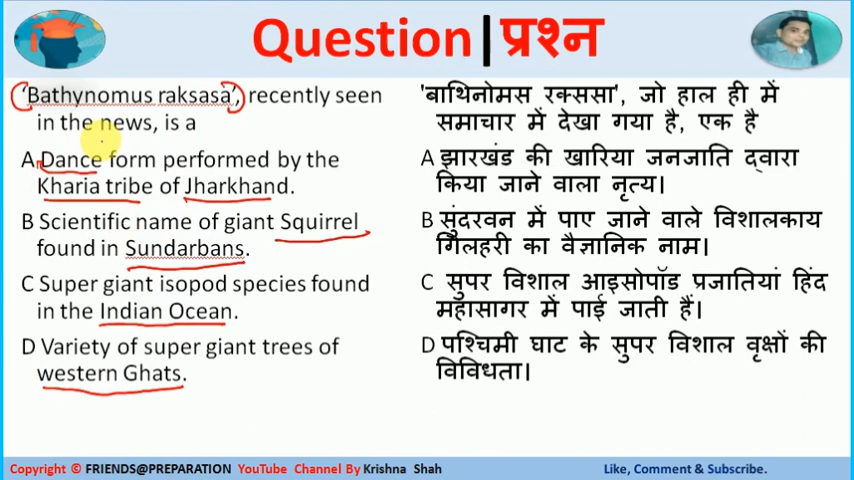 Question|प्रश्न
'Bathynomus raksasa', recently seen
in the news, is a
A Dance form performed by the
Kharia tribe of Jharkhand.
B Scientific name of giant Squirrel
found in Sundarbans.
C Super giant isopod species found
in the Indian Ocean.
D Variety of super giant trees of
western Ghats.
'बाथिनोमस रक्ससा', जो हाल ही में
समाचार में देखा गया है, एक है
A झारखंड की खारिया जनजाति द्वारा
किया जाने वाला नृत्य।
B सुंदरवन में पाए जाने वाले विशालकाय
गिलहरी का वैज्ञानिक नाम।
C सुपर विशाल आइसोपॉड प्रजातियां हिंद
महासागर में पाई जाती हैं।
D पश्चिमी घाट के सुपर विशाल वृक्षों की
विविधता।
Copyright © FRIENDS@PREPARATION YouTube Channel By Krishna Shah
Like, Comment & Subscribe.